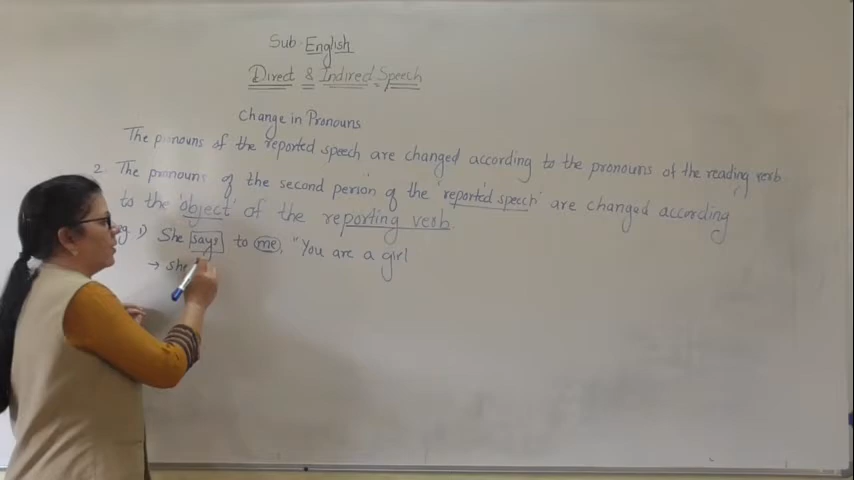 Sub - English
Direct & Indirect Speech
Change in Pronouns
The pronouns of the reported speech are changed according to the pronouns of the reading verb
2. The pronouns of the second person of the 'reported speech' are changed according
to the 'object' of the reporting verb.
eg. 1) She says to me, "You are a girl
→ she